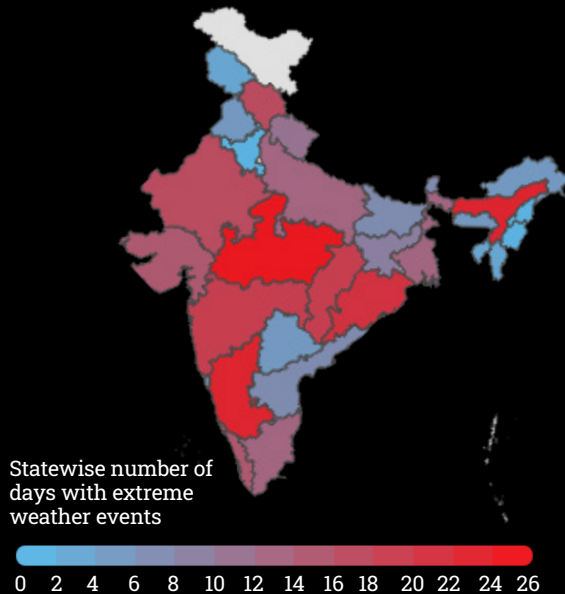 Statewise number of
days with extreme
weather events
0 2 4 6 8 10 12 14 16 18 20 22 24 26